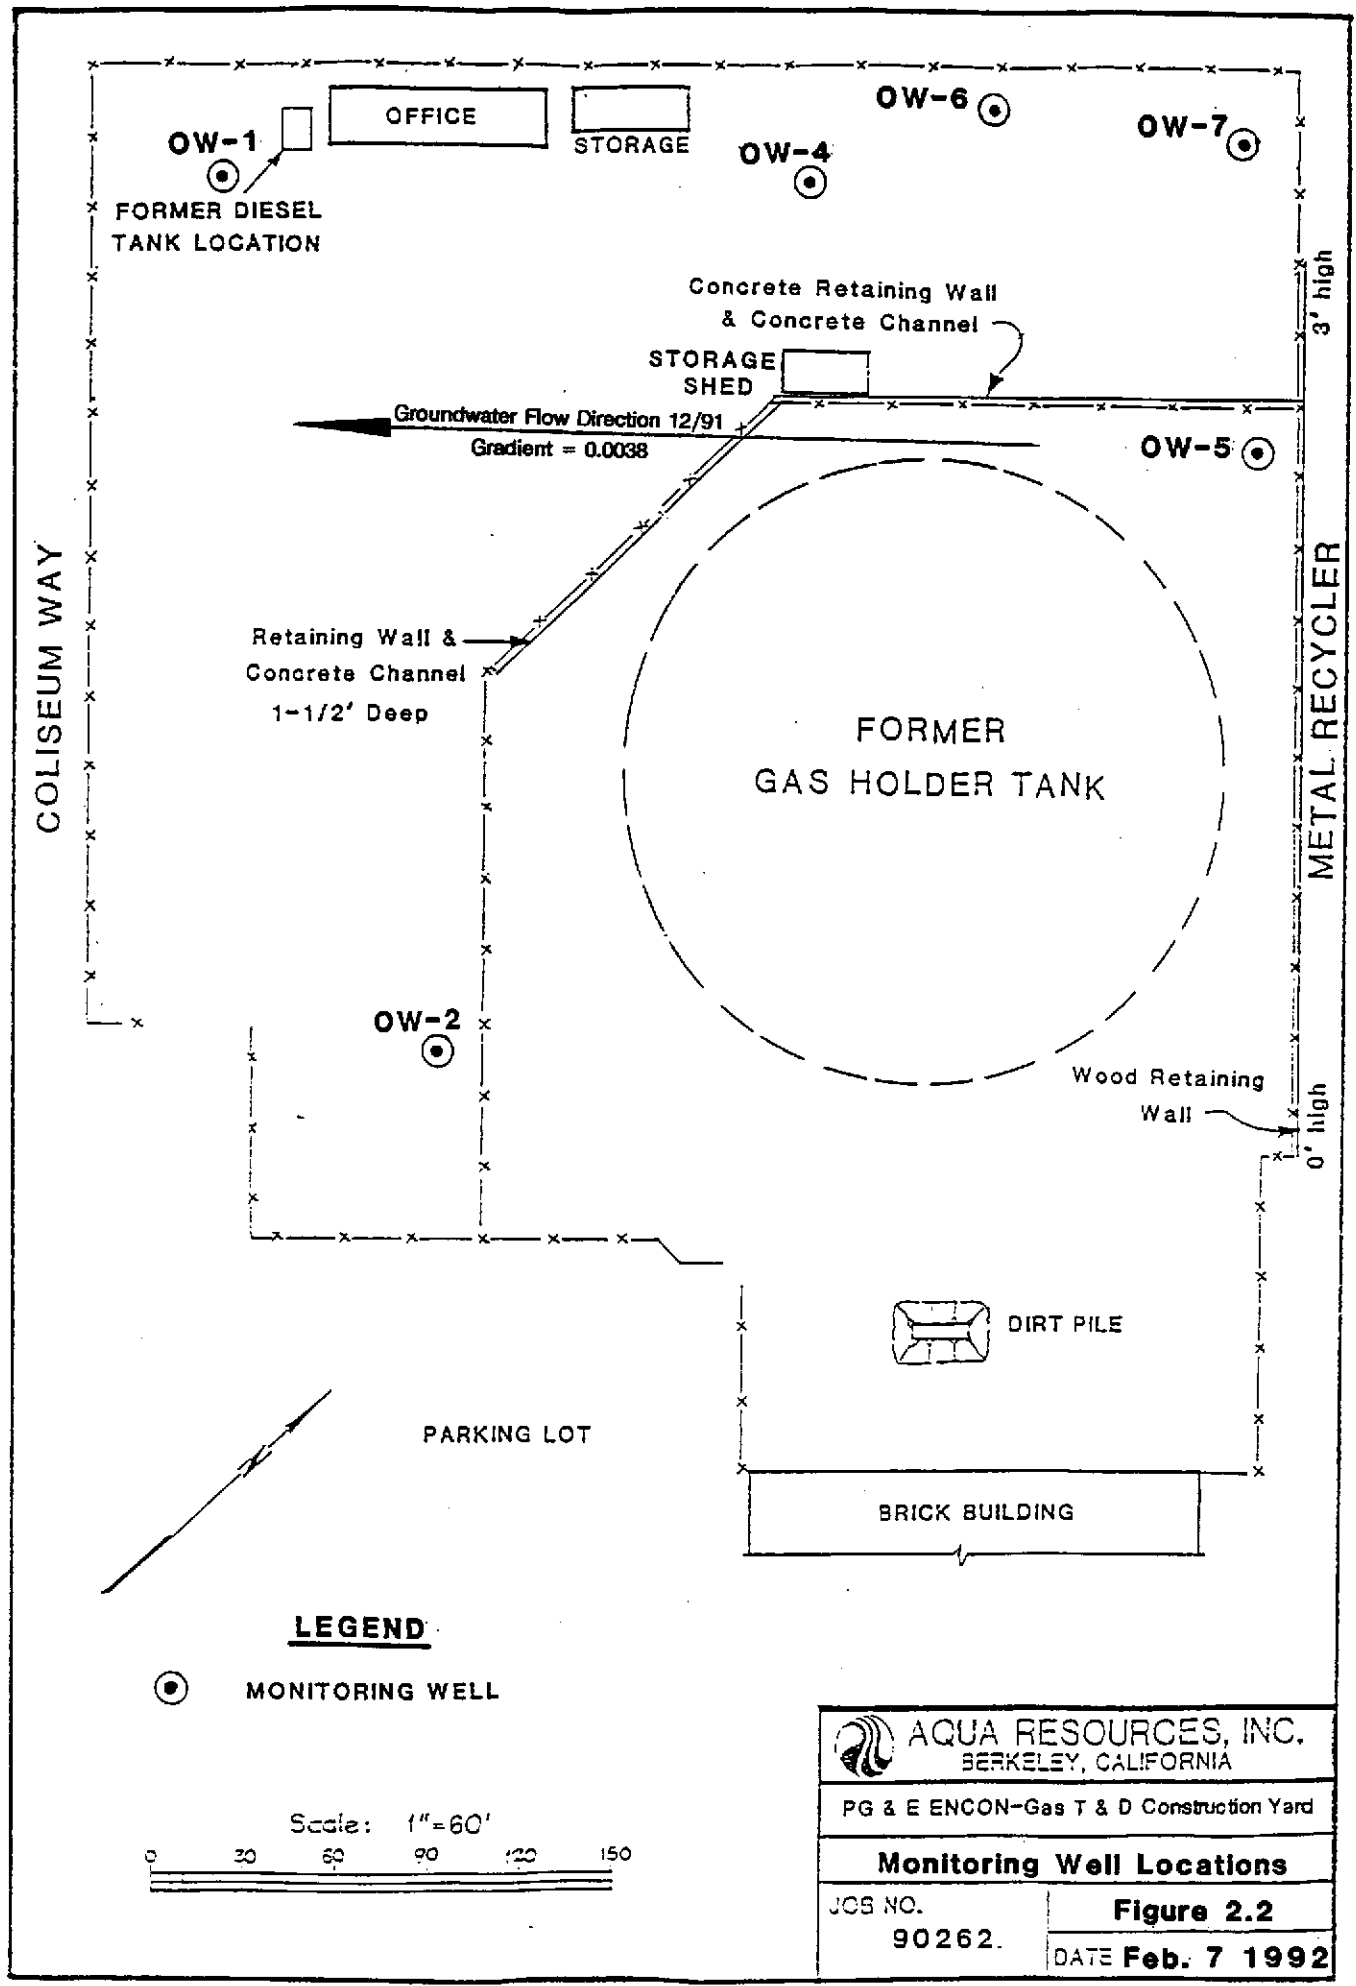 OFFICE
STORAGE
OW-1
OW-4
OW-6
OW-7
FORMER DIESEL
TANK LOCATION
Concrete Retaining Wall
& Concrete Channel
3' high
STORAGE
SHED
Groundwater Flow Direction 12/91
Gradient = 0.0038
OW-5
COLISEUM WAY
METAL RECYCLER
Retaining Wall &
Concrete Channel
1-1/2' Deep
FORMER
GAS HOLDER TANK
OW-2
Wood Retaining
Wall
0' high
DIRT PILE
N
PARKING LOT
BRICK BUILDING
LEGEND
MONITORING WELL
Scale: 1"=60'
0 30 60 90 120 150
AQUA RESOURCES, INC.
BERKELEY, CALIFORNIA
PG & E ENCON-Gas T & D Construction Yard
Monitoring Well Locations
JOB NO.
90262.
Figure 2.2
DATE Feb. 7 1992